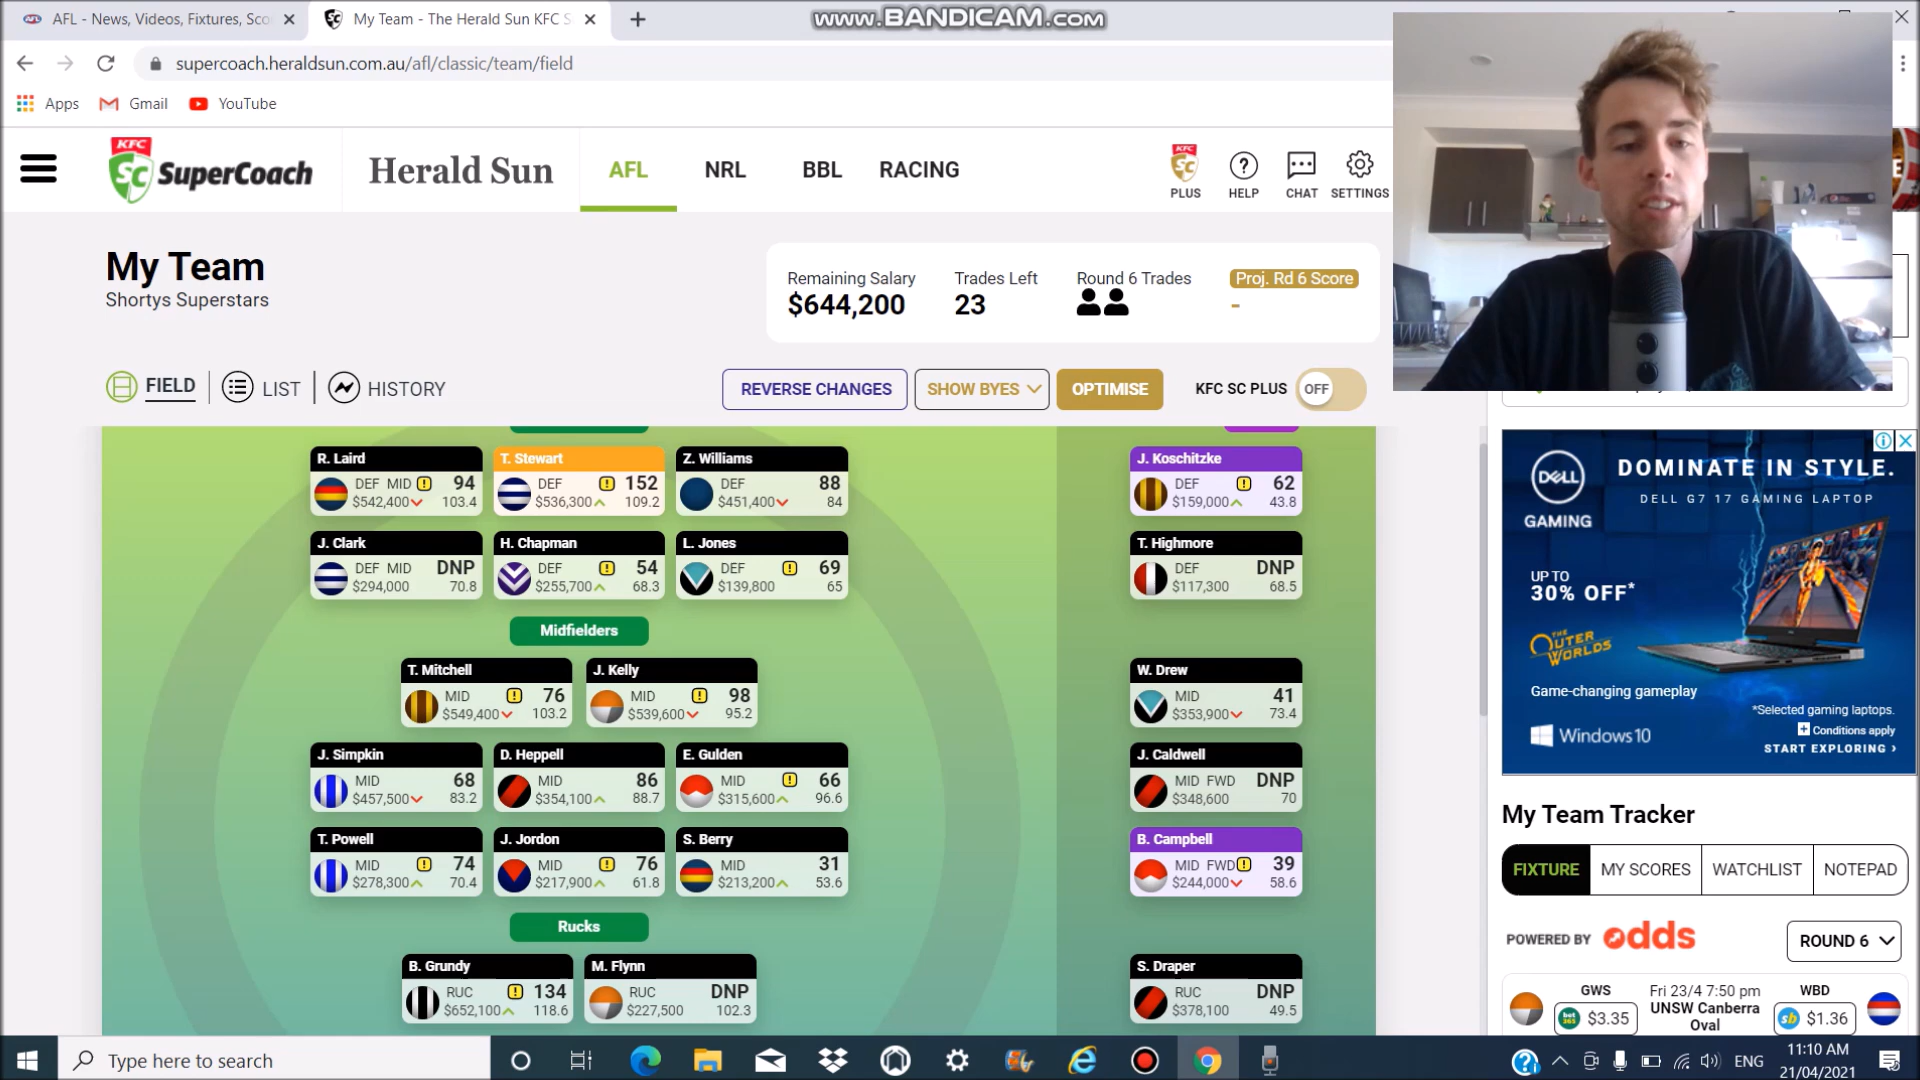 AFL - News, Videos, Fixtures, Sco
My Team - The Herald Sun KFC S
www.BANDICAM.com
supercoach.heraldsun.com.au/afl/classic/team/field
Apps
Gmail
YouTube
KFC SC SuperCoach
Herald Sun
AFL
NRL
BBL
RACING
PLUS
HELP
CHAT
SETTINGS
My Team
Shortys Superstars
Remaining Salary
$644,200
Trades Left
23
Round 6 Trades
Proj. Rd 6 Score
-
FIELD
LIST
HISTORY
REVERSE CHANGES
SHOW BYES
OPTIMISE
KFC SC PLUS
OFF
R. Laird
DEF MID 94
$542,400 103.4
T. Stewart
DEF 152
$536,300 109.2
Z. Williams
DEF 88
$451,400 84
J. Koschitzke
DEF 62
$159,000 43.8
J. Clark
DEF MID DNP
$294,000 70.8
H. Chapman
DEF 54
$255,700 68.3
L. Jones
DEF 69
$139,800 65
T. Highmore
DEF DNP
$117,300 68.5
Midfielders
T. Mitchell
MID 76
$549,400 103.2
J. Kelly
MID 98
$539,600 95.2
W. Drew
MID 41
$353,900 73.4
J. Simpkin
MID 68
$457,500 83.2
D. Heppell
MID 86
$354,100 88.7
E. Gulden
MID 66
$315,600 96.6
J. Caldwell
MID FWD DNP
$348,600 70
T. Powell
MID 74
$278,300 70.4
J. Jordon
MID 76
$217,900 61.8
S. Berry
MID 31
$213,200 53.6
B. Campbell
MID FWD 39
$244,000 58.6
Rucks
B. Grundy
RUC 134
$652,100 118.6
M. Flynn
RUC DNP
$227,500 102.3
S. Draper
RUC DNP
$378,100 49.5
DELL
GAMING
DOMINATE IN STYLE.
DELL G7 17 GAMING LAPTOP
UP TO
30% OFF*
THE OUTER WORLDS
Game-changing gameplay
Windows10
*Selected gaming laptops.
+ Conditions apply
START EXPLORING ›
My Team Tracker
FIXTURE
MY SCORES
WATCHLIST
NOTEPAD
POWERED BY odds
ROUND 6
GWS
bet365 $3.35
Fri 23/4 7:50 pm
UNSW Canberra
Oval
WBD
sb $1.36
Type here to search
ENG
11:10 AM
21/04/2021